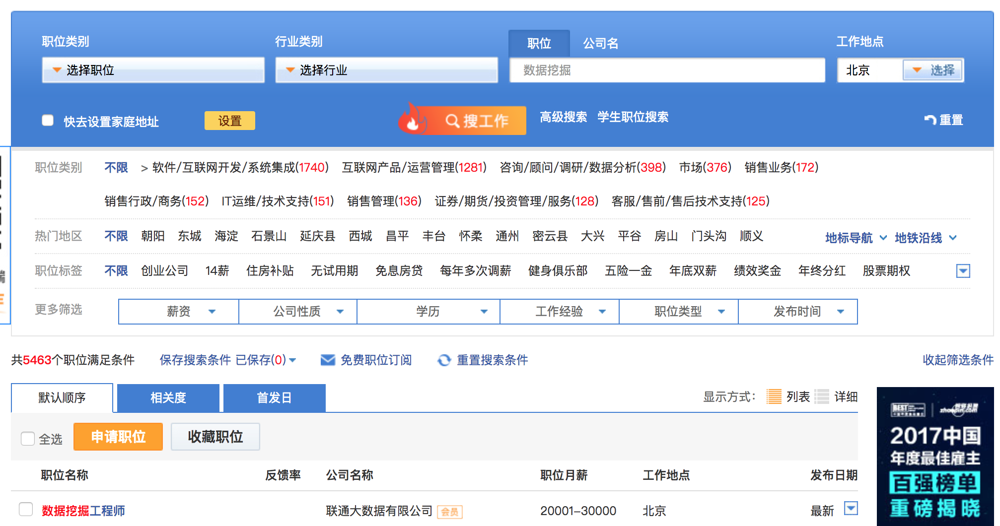 职位类别 行业类别 职位 公司名 工作地点
选择职位 选择行业 数据挖掘 北京 选择
快去设置家庭地址 设置 搜工作 高级搜索 学生职位搜索 重置
职位类别 不限 > 软件/互联网开发/系统集成(1740) 互联网产品/运营管理(1281) 咨询/顾问/调研/数据分析(398) 市场(376) 销售业务(172)
销售行政/商务(152) IT运维/技术支持(151) 销售管理(136) 证券/期货/投资管理/服务(128) 客服/售前/售后技术支持(125)
热门地区 不限 朝阳 东城 海淀 石景山 延庆县 西城 昌平 丰台 怀柔 通州 密云县 大兴 平谷 房山 门头沟 顺义 地标导航 地铁沿线
职位标签 不限 创业公司 14薪 住房补贴 无试用期 免息房贷 每年多次调薪 健身俱乐部 五险一金 年底双薪 绩效奖金 年终分红 股票期权
更多筛选 薪资 公司性质 学历 工作经验 职位类型 发布时间
共5463个职位满足条件 保存搜索条件 已保存(0) 免费职位订阅 重置搜索条件 收起筛选条件
默认顺序 相关度 首发日 显示方式： 列表 详细
全选 申请职位 收藏职位
职位名称 反馈率 公司名称 职位月薪 工作地点 发布日期
数据挖掘工程师 联通大数据有限公司 会员 20001-30000 北京 最新
BEST
2017中国
年度最佳雇主
百强榜单
重磅揭晓